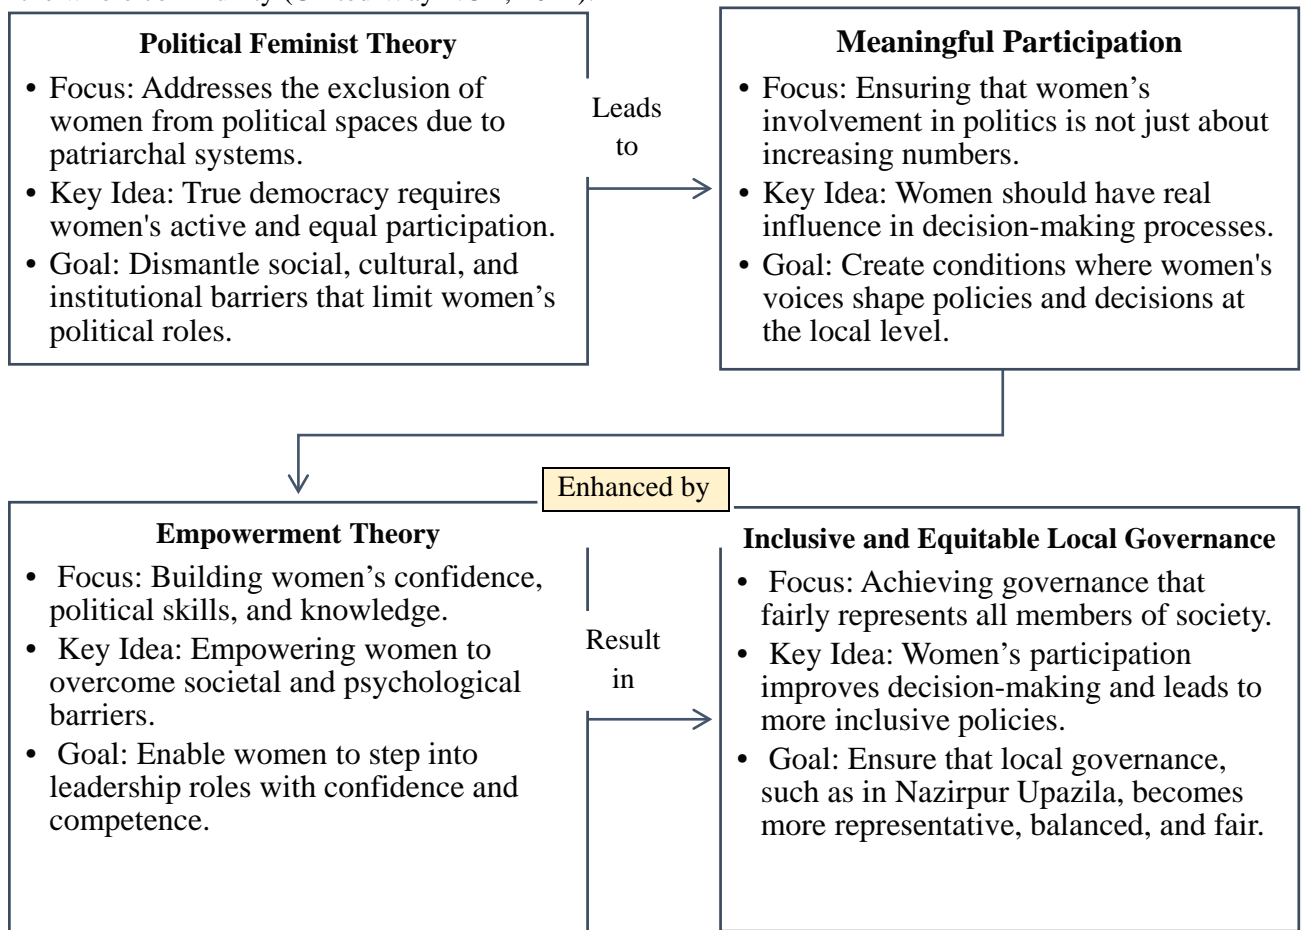 Political Feminist Theory
• Focus: Addresses the exclusion of
women from political spaces due to
patriarchal systems.
• Key Idea: True democracy requires
women's active and equal participation.
• Goal: Dismantle social, cultural, and
institutional barriers that limit women’s
political roles.
Leads
to
Meaningful Participation
• Focus: Ensuring that women’s
involvement in politics is not just about
increasing numbers.
• Key Idea: Women should have real
influence in decision-making processes.
• Goal: Create conditions where women's
voices shape policies and decisions at
the local level.
Enhanced by
Empowerment Theory
• Focus: Building women’s confidence,
political skills, and knowledge.
• Key Idea: Empowering women to
overcome societal and psychological
barriers.
• Goal: Enable women to step into
leadership roles with confidence and
competence.
Result
in
Inclusive and Equitable Local Governance
• Focus: Achieving governance that
fairly represents all members of society.
• Key Idea: Women’s participation
improves decision-making and leads to
more inclusive policies.
• Goal: Ensure that local governance,
such as in Nazirpur Upazila, becomes
more representative, balanced, and fair.